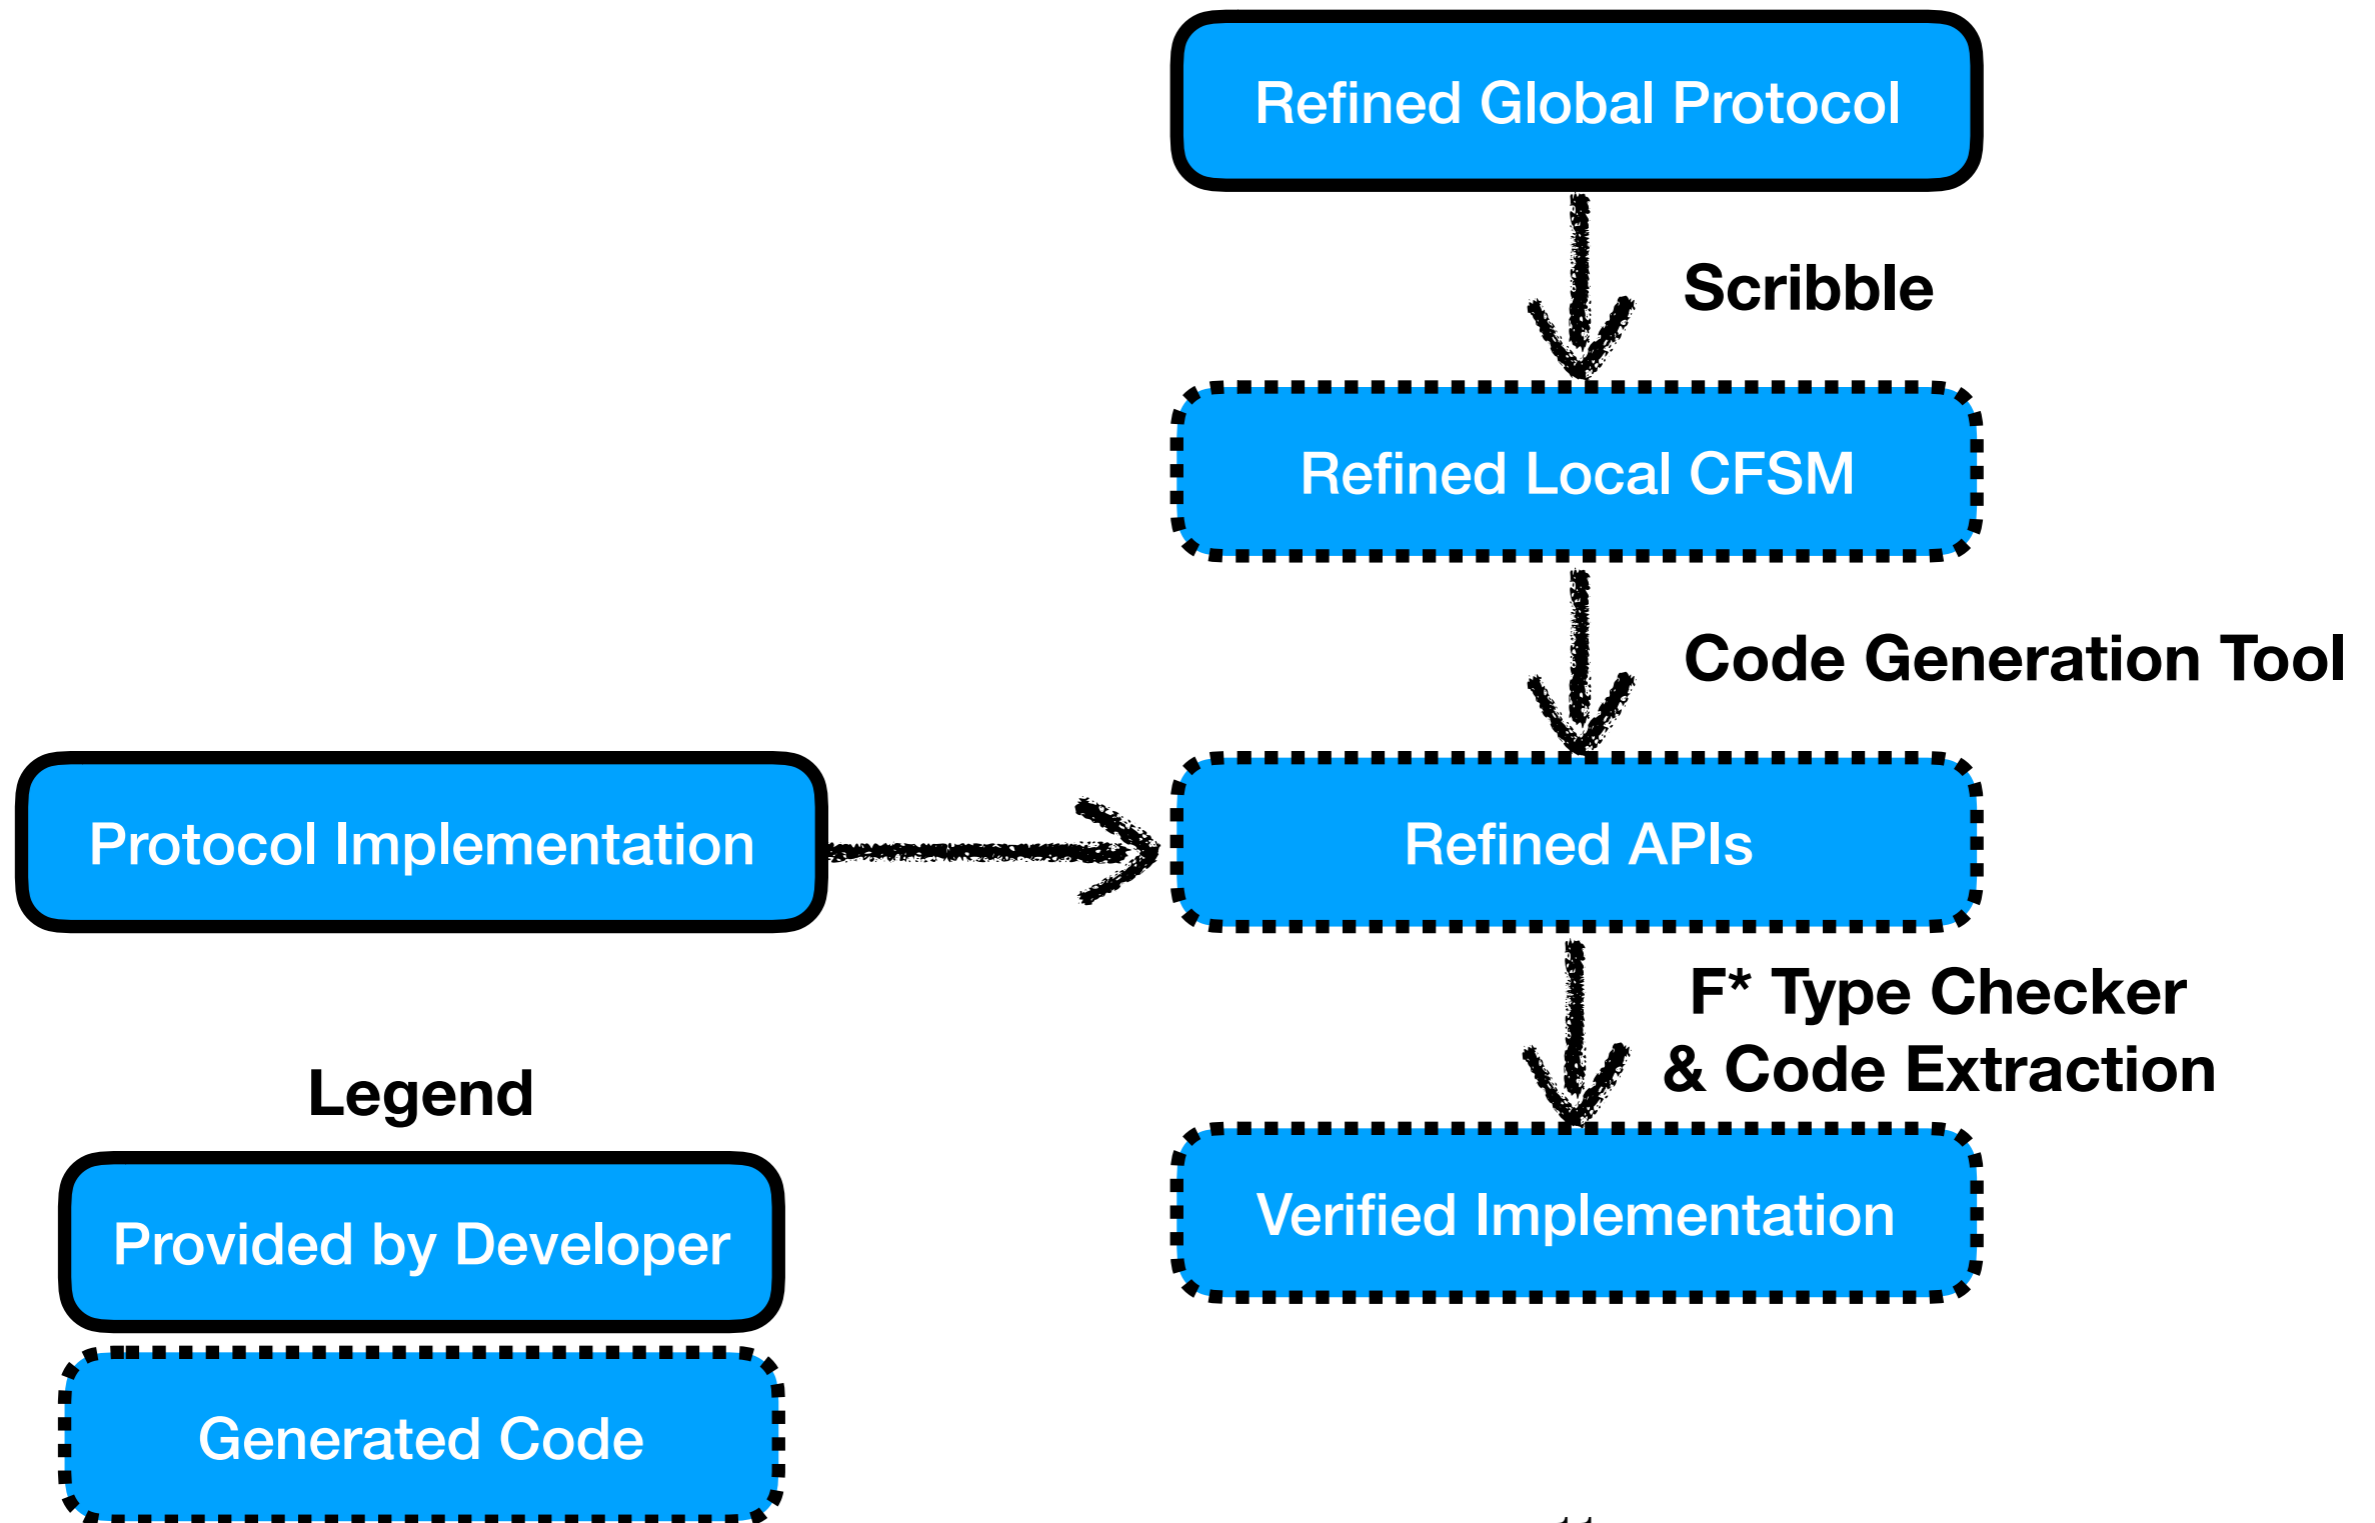 Refined Global Protocol
Scribble
Refined Local CFSM
Code Generation Tool
Protocol Implementation
Refined APIs
F* Type Checker
& Code Extraction
Verified Implementation
Legend
Provided by Developer
Generated Code